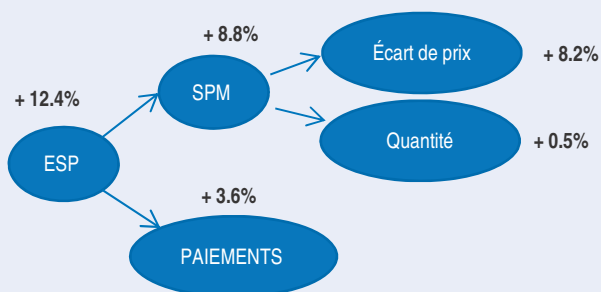 + 8.8%
Écart de prix
+ 8.2%
SPM
+ 12.4%
Quantité
+ 0.5%
ESP
+ 3.6%
PAIEMENTS